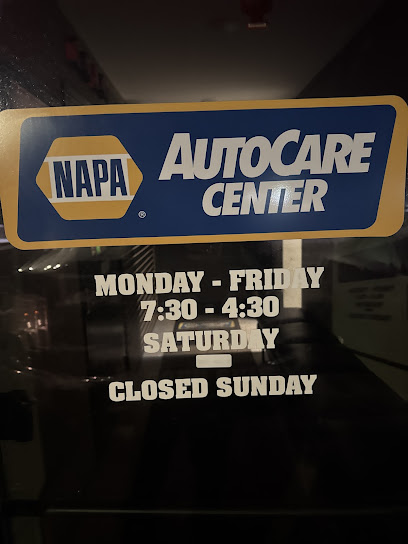 NAPA
®
AUTOCARE
CENTER
MONDAY - FRIDAY
7:30 - 4:30
SATURDAY
CLOSED SUNDAY